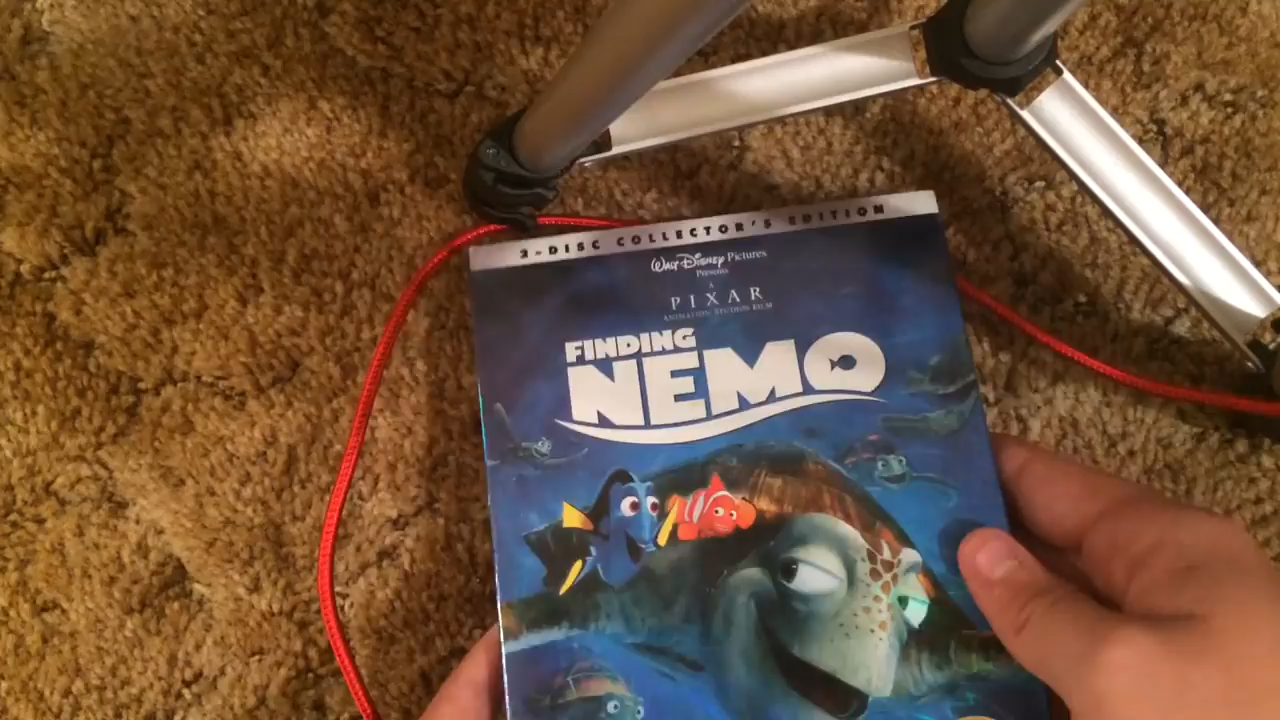 2-DISC COLLECTOR'S EDITION
WALT DISNEY Pictures
Presents
A
PIXAR
ANIMATION STUDIOS FILM
FINDING
NEMO